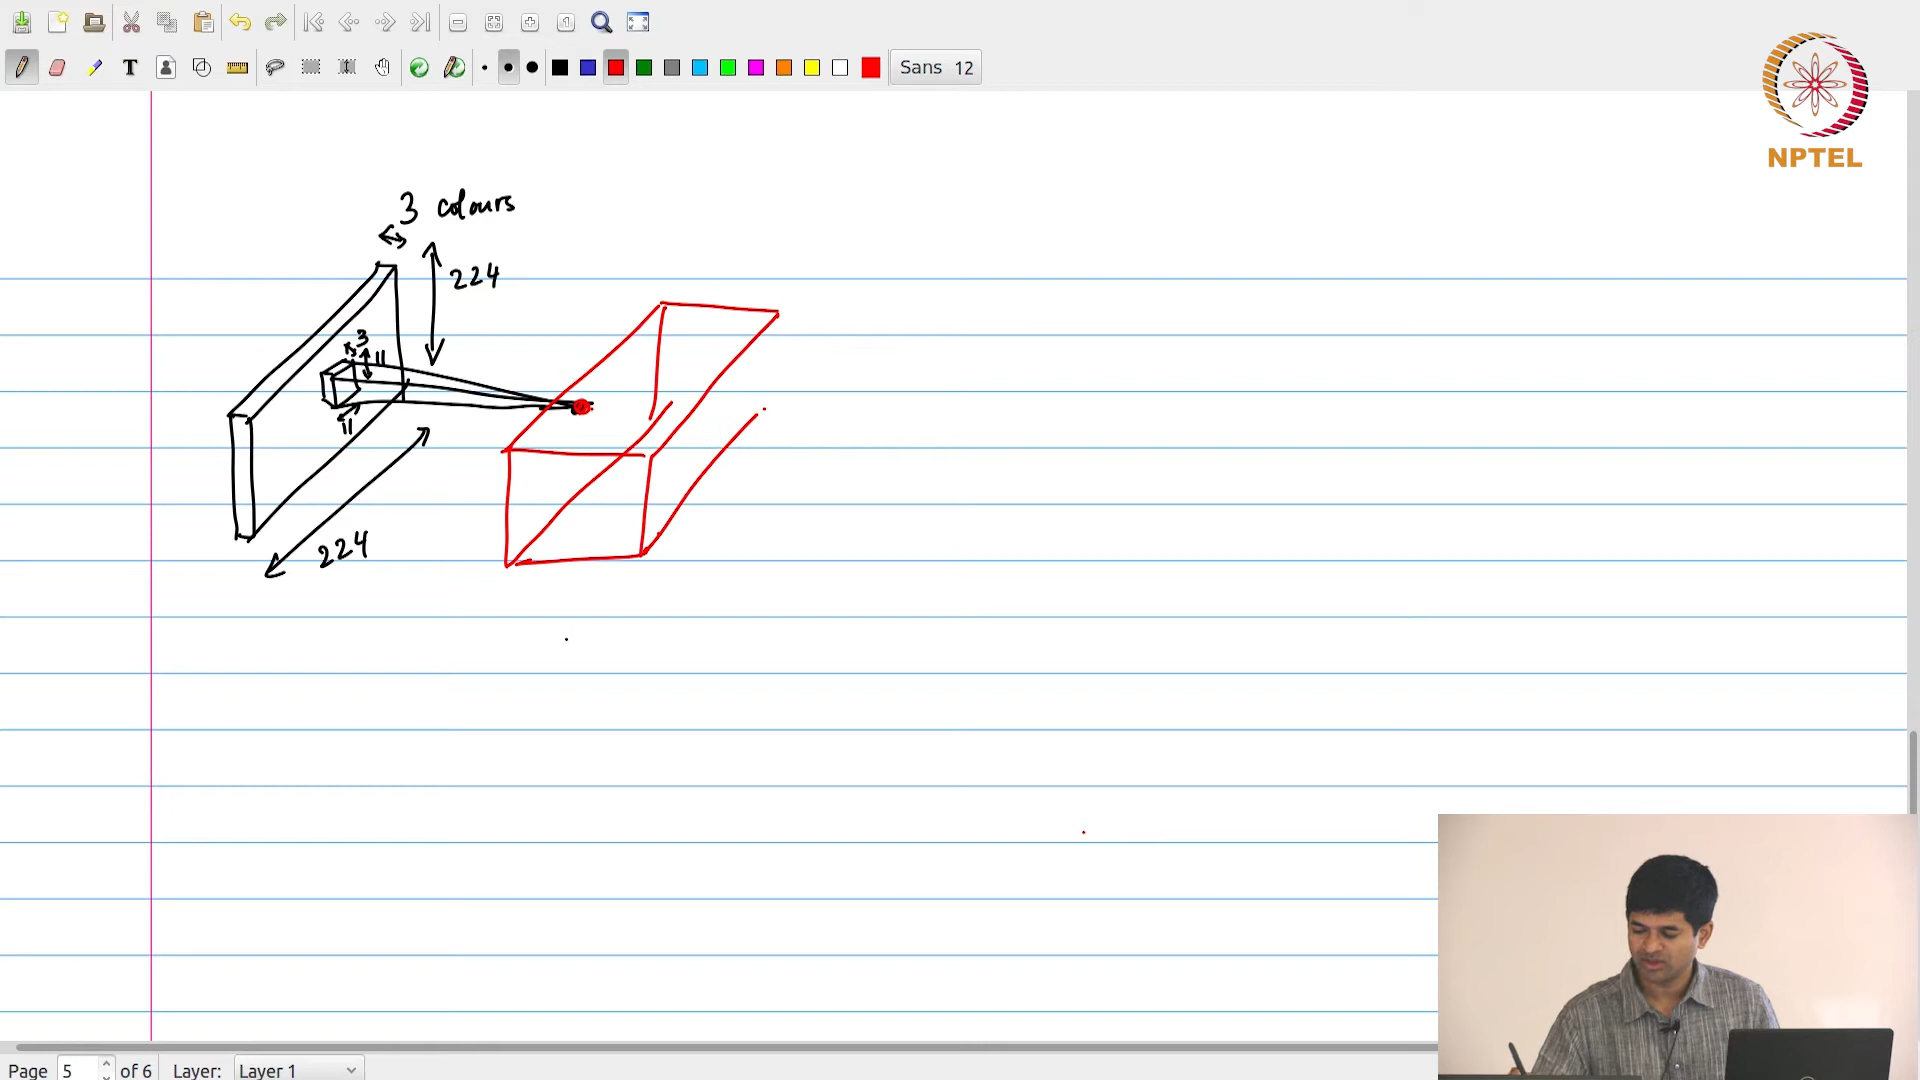 Sans 12
NPTEL
3 colours
224
3
11
11
224
Page 5 of 6 Layer: Layer 1